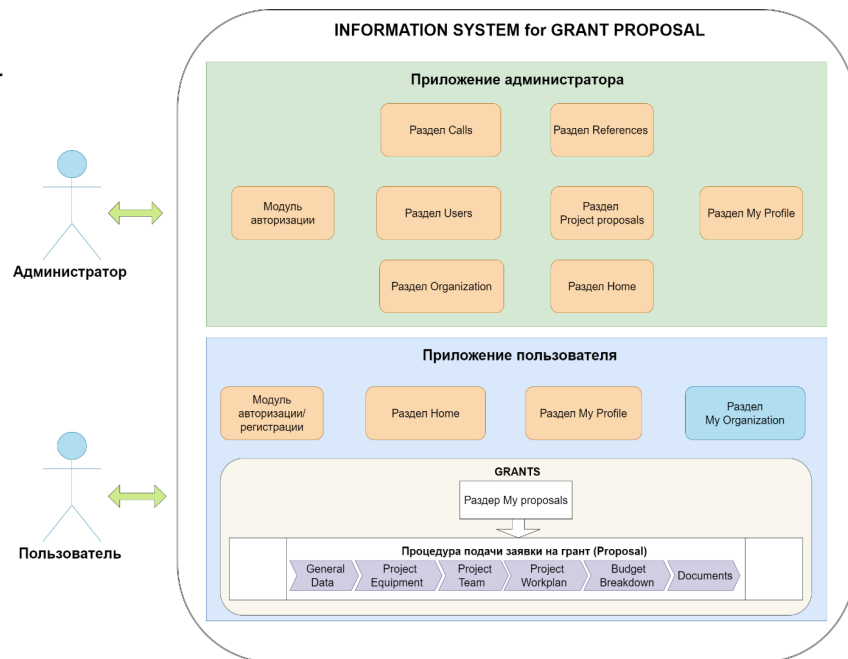 INFORMATION SYSTEM for GRANT PROPOSAL
Приложение администратора
Раздел Calls
Раздел References
Модуль
авторизации
Раздел Users
Раздел
Project proposals
Раздел My Profile
Раздел Organization
Раздел Home
Администратор
Приложение пользователя
Модуль
авторизации/
регистрации
Раздел Home
Раздел My Profile
Раздел
My Organization
GRANTS
Раздер My proposals
Процедура подачи заявки на грант (Proposal)
General
Data
Project
Equipment
Project
Team
Project
Workplan
Budget
Breakdown
Documents
Пользователь